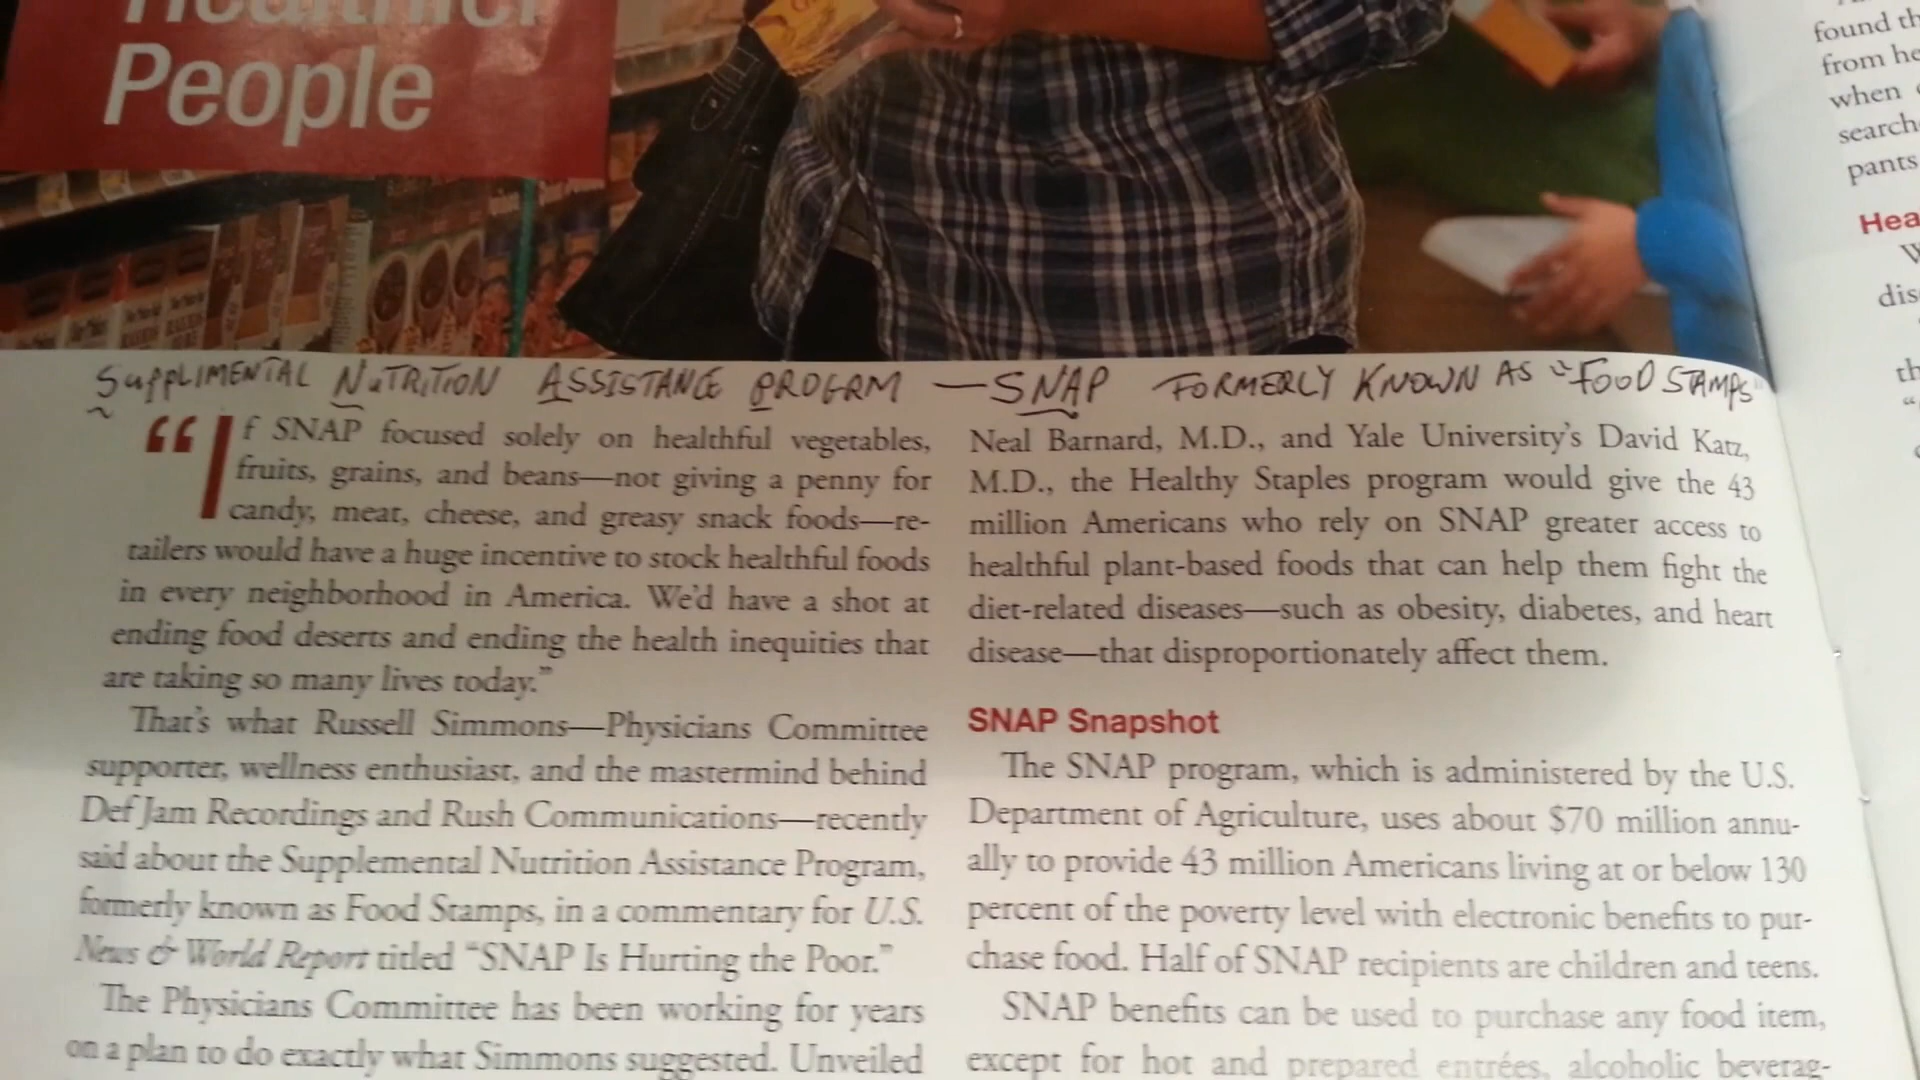 Healthier
People
SuPPLIMENTAL NuTRITION ASSISTANCE PROGRM — SNAP FORMERLY KNOWN AS "FOOD STAMPS"
“If SNAP focused solely on healthful vegetables,
fruits, grains, and beans—not giving a penny for
candy, meat, cheese, and greasy snack foods—re-
tailers would have a huge incentive to stock healthful foods
in every neighborhood in America. We’d have a shot at
ending food deserts and ending the health inequities that
are taking so many lives today.”
That’s what Russell Simmons—Physicians Committee
supporter, wellness enthusiast, and the mastermind behind
Def Jam Recordings and Rush Communications—recently
said about the Supplemental Nutrition Assistance Program,
formerly known as Food Stamps, in a commentary for U.S.
News & World Report titled “SNAP Is Hurting the Poor.”
The Physicians Committee has been working for years
on a plan to do exactly what Simmons suggested. Unveiled
Neal Barnard, M.D., and Yale University’s David Katz,
M.D., the Healthy Staples program would give the 43
million Americans who rely on SNAP greater access to
healthful plant-based foods that can help them fight the
diet-related diseases—such as obesity, diabetes, and heart
disease—that disproportionately affect them.
SNAP Snapshot
The SNAP program, which is administered by the U.S.
Department of Agriculture, uses about $70 million annu-
ally to provide 43 million Americans living at or below 130
percent of the poverty level with electronic benefits to pur-
chase food. Half of SNAP recipients are children and teens.
SNAP benefits can be used to purchase any food item,
except for hot and prepared entrées, alcoholic beverag-
found th
from he
when
search
pants
Hea
W
dis
th